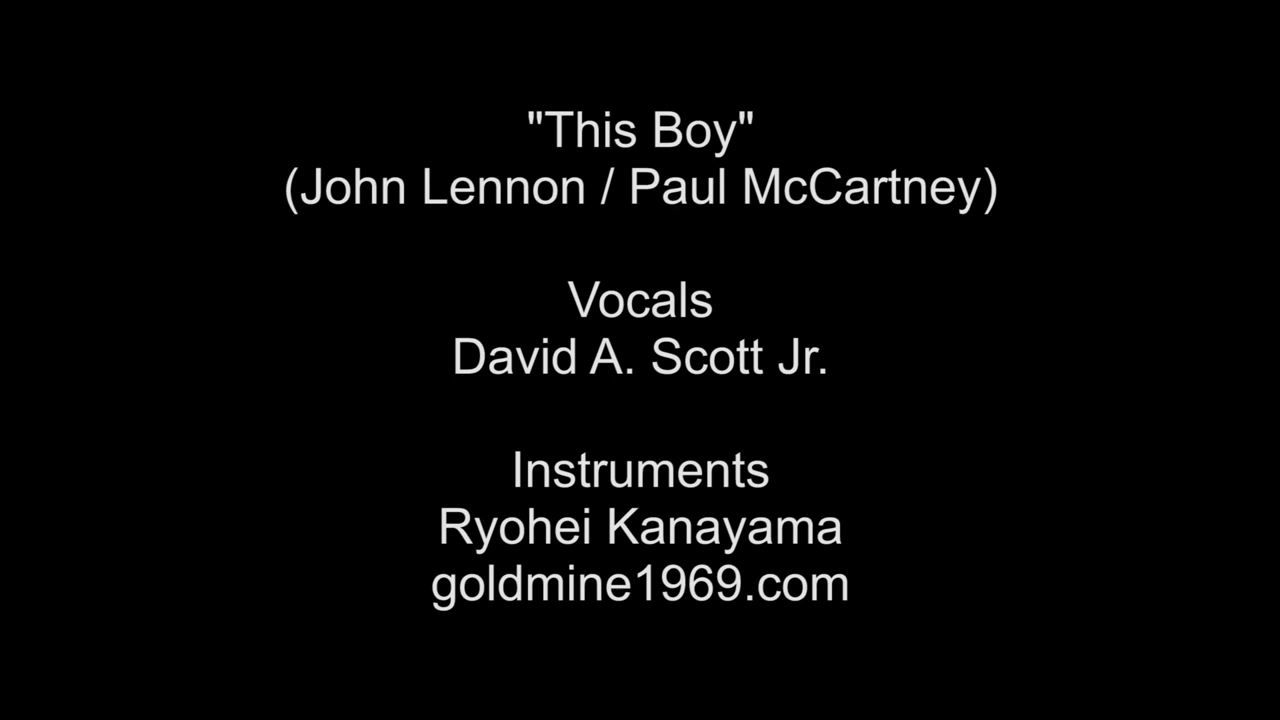 "This Boy"
(John Lennon / Paul McCartney)
Vocals
David A. Scott Jr.
Instruments
Ryohei Kanayama
goldmine1969.com